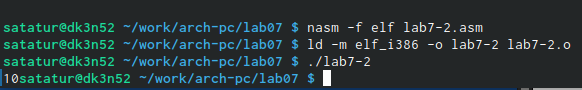 satatur@dk3n52 ~/work/arch-pc/lab07 $ nasm -f elf lab7-2.asm
satatur@dk3n52 ~/work/arch-pc/lab07 $ ld -m elf_i386 -o lab7-2 lab7-2.o
satatur@dk3n52 ~/work/arch-pc/lab07 $ ./lab7-2
10satatur@dk3n52 ~/work/arch-pc/lab07 $